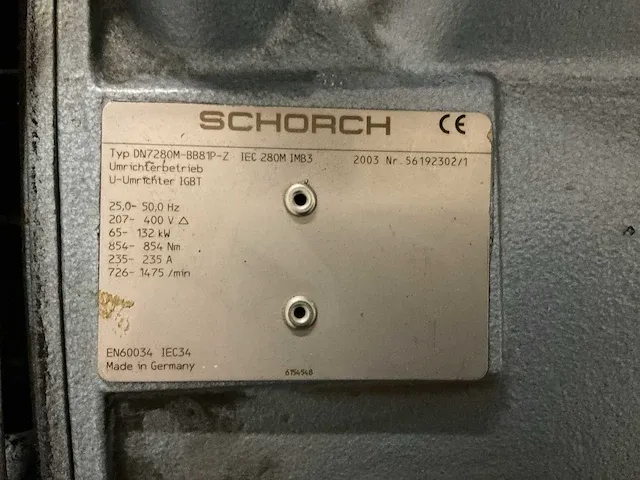 SCHORCH CE
Typ DN7280M-BB81P-Z IEC 280M IMB3 2003 Nr. 56192302/1
Umrichterbetrieb
U-Umrichter IGBT
25,0- 50,0 Hz
207- 400 V △
65- 132 kW
854- 854 Nm
235- 235 A
726- 1475 /min
EN60034 IEC34
Made in Germany 6154548